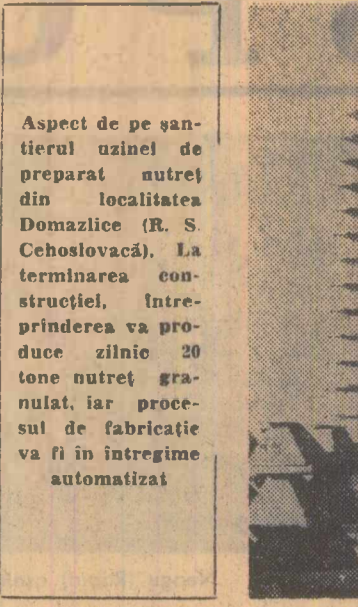 Aspect de pe șan-
tierul uzinei de
preparat nutreț
din localitatea
Domazlice (R. S.
Cehoslovacă). La
terminarea con-
strucției, între-
prinderea va pro-
duce zilnic 20
tone nutreț gra-
nulat, iar proce-
sul de fabricație
va fi în întregime
automatizat